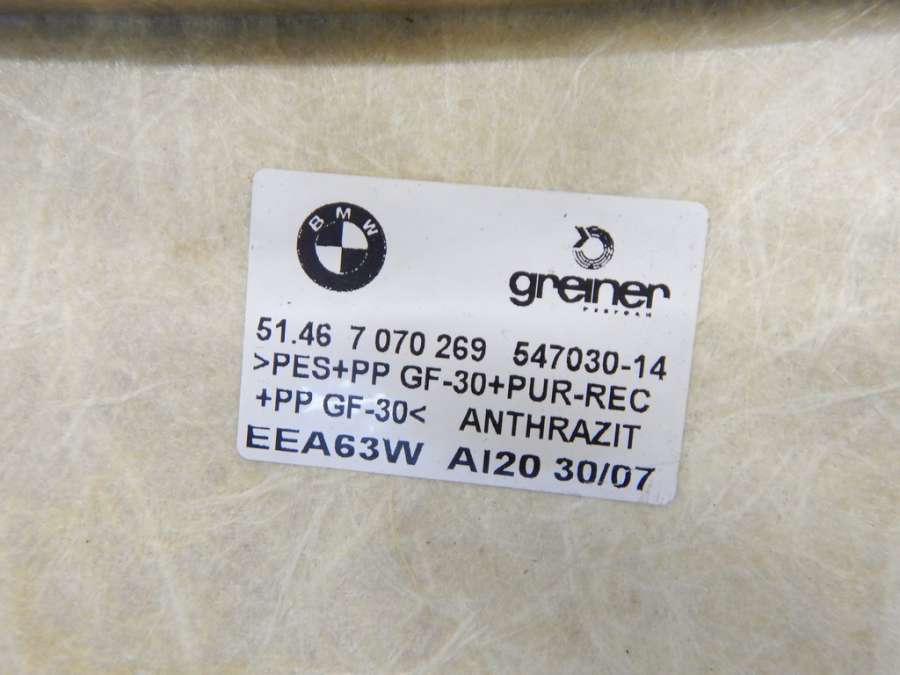 BMW
greiner
PERFOAM
51.46 7 070 269 547030-14
>PES+PP GF-30+PUR-REC
+PP GF-30< ANTHRAZIT
EEA63W AI20 30/07